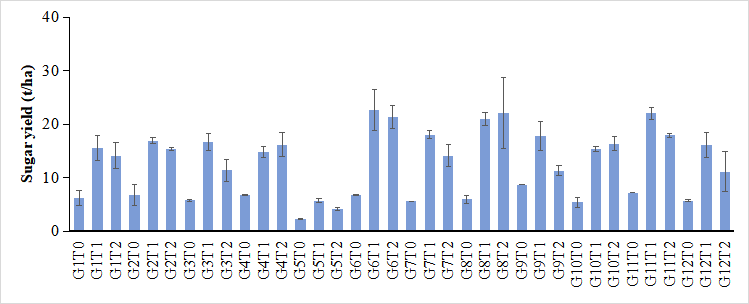 40
30
20
10
0
Sugar yield (t/ha)
G1T0
G1T1
G1T2
G2T0
G2T1
G2T2
G3T0
G3T1
G3T2
G4T0
G4T1
G4T2
G5T0
G5T1
G5T2
G6T0
G6T1
G6T2
G7T0
G7T1
G7T2
G8T0
G8T1
G8T2
G9T0
G9T1
G9T2
G10T0
G10T1
G10T2
G11T0
G11T1
G11T2
G12T0
G12T1
G12T2